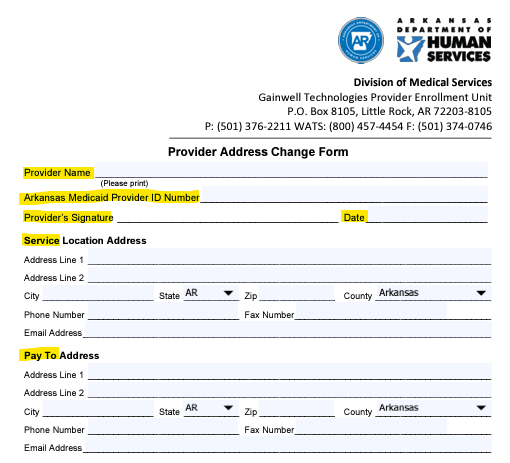 ARKANSAS
DEPARTMENT OF
HUMAN
SERVICES
AR
Division of Medical Services
Gainwell Technologies Provider Enrollment Unit
P.O. Box 8105, Little Rock, AR 72203-8105
P: (501) 376-2211 WATS: (800) 457-4454 F: (501) 374-0746
Provider Address Change Form
Provider Name
(Please print)
Arkansas Medicaid Provider ID Number
Provider's Signature Date
Service Location Address
Address Line 1
Address Line 2
City State AR Zip County Arkansas
Phone Number Fax Number
Email Address
Pay To Address
Address Line 1
Address Line 2
City State AR Zip County Arkansas
Phone Number Fax Number
Email Address